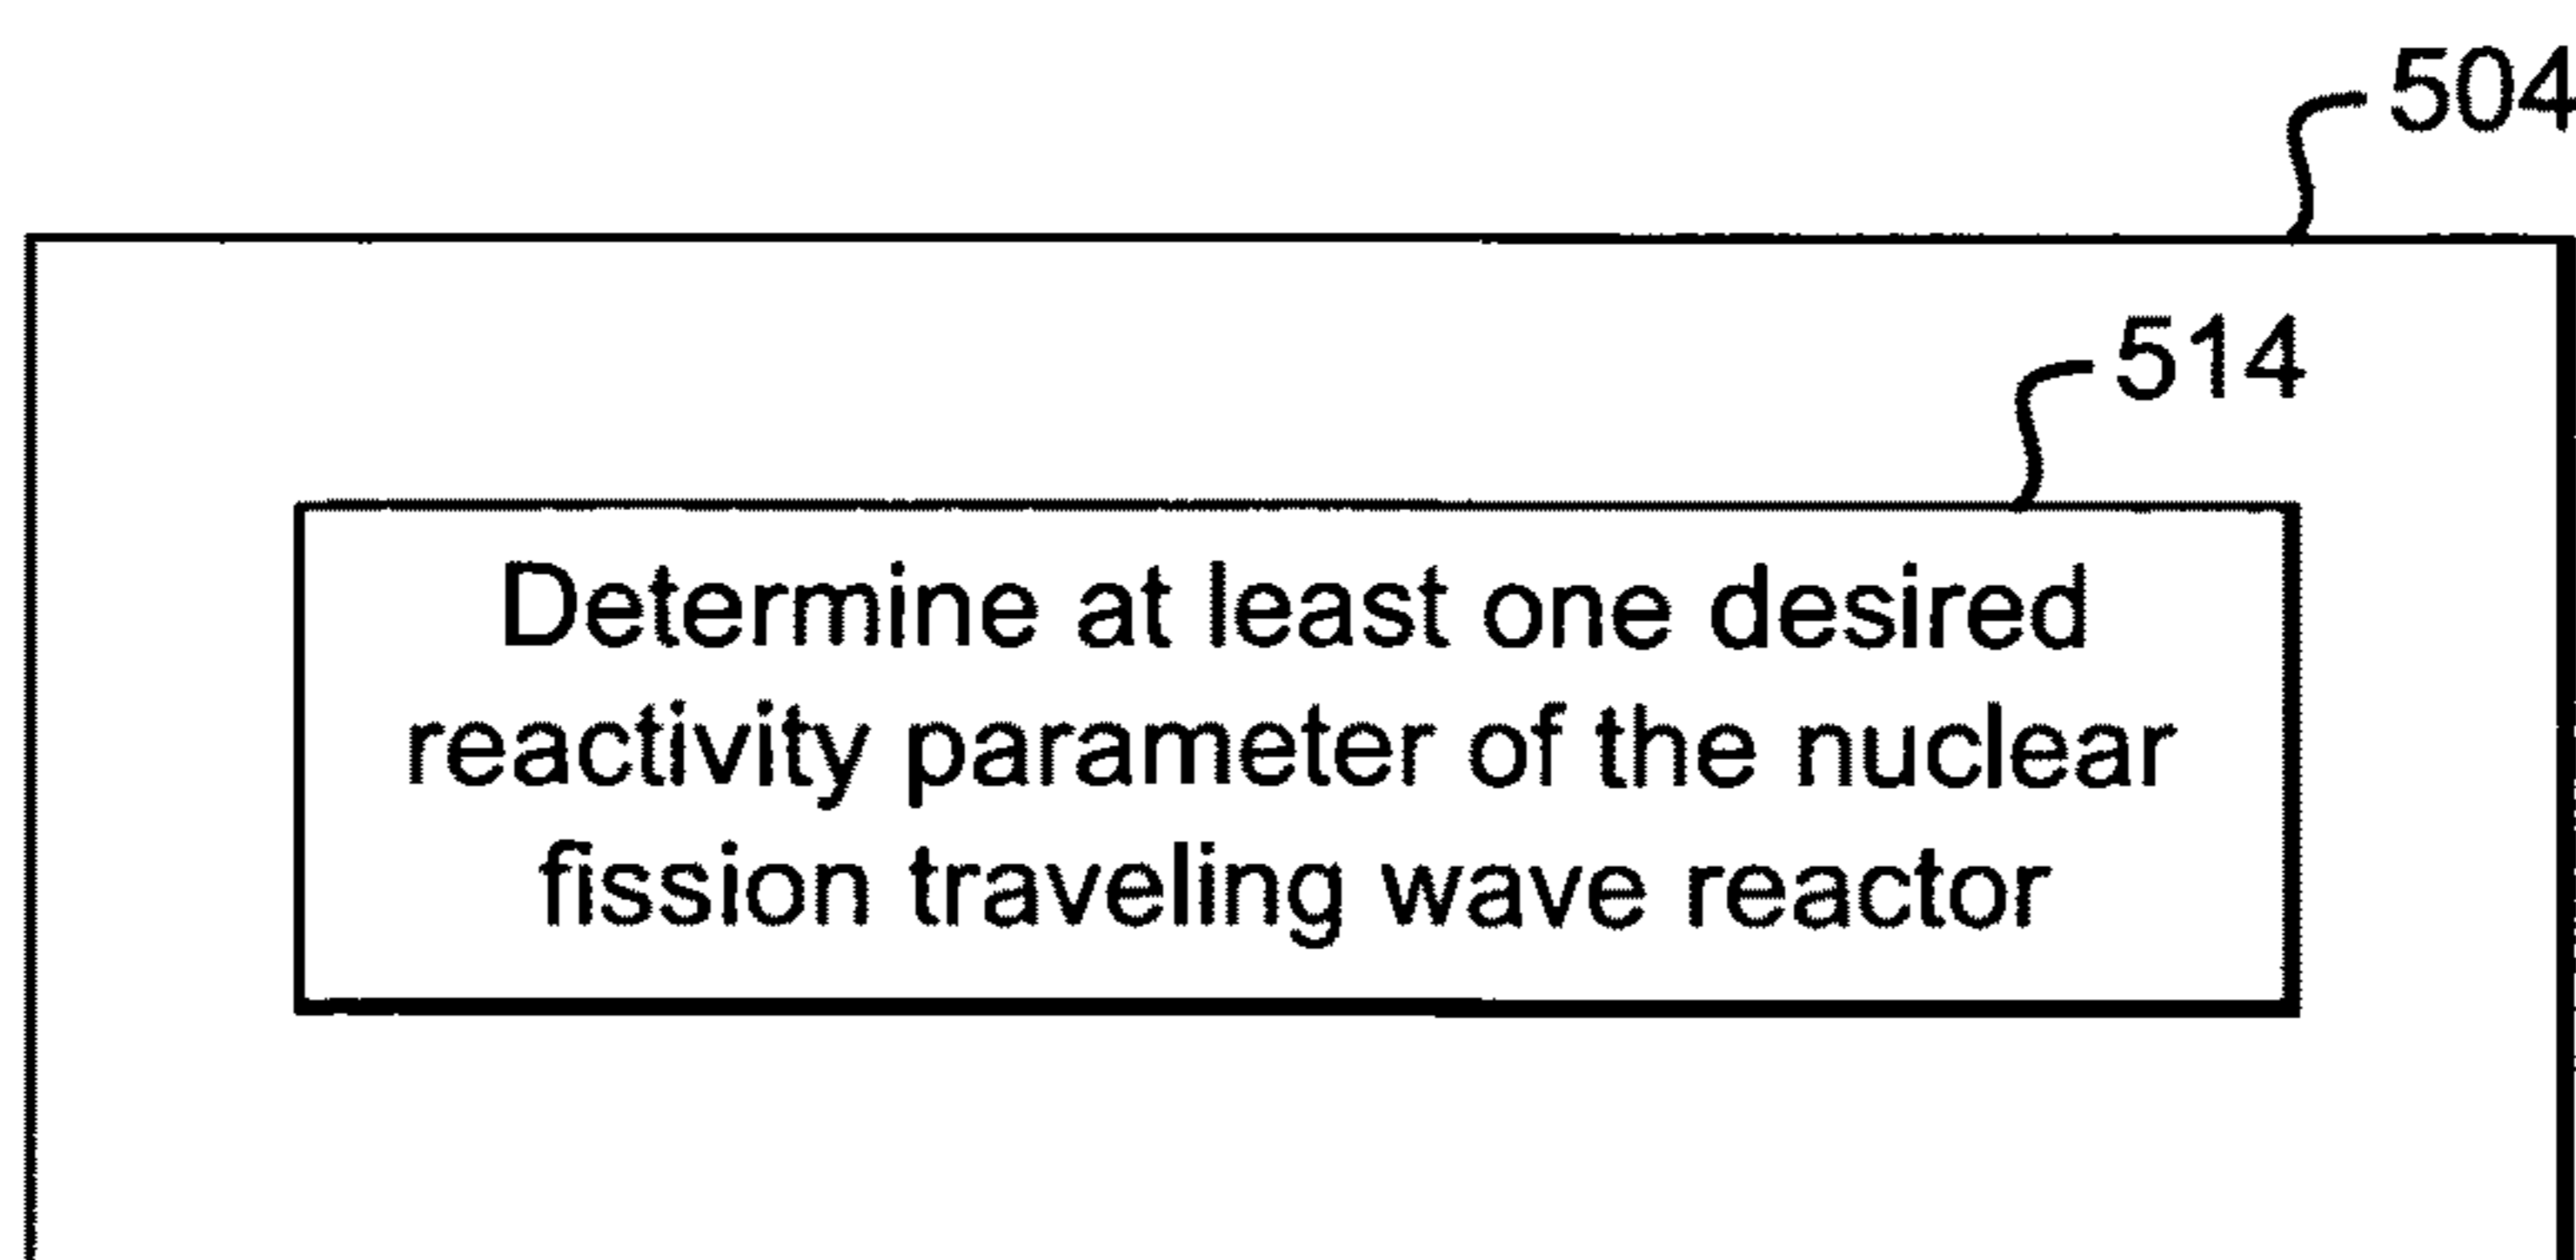 504
514
Determine at least one desired
reactivity parameter of the nuclear
fission traveling wave reactor